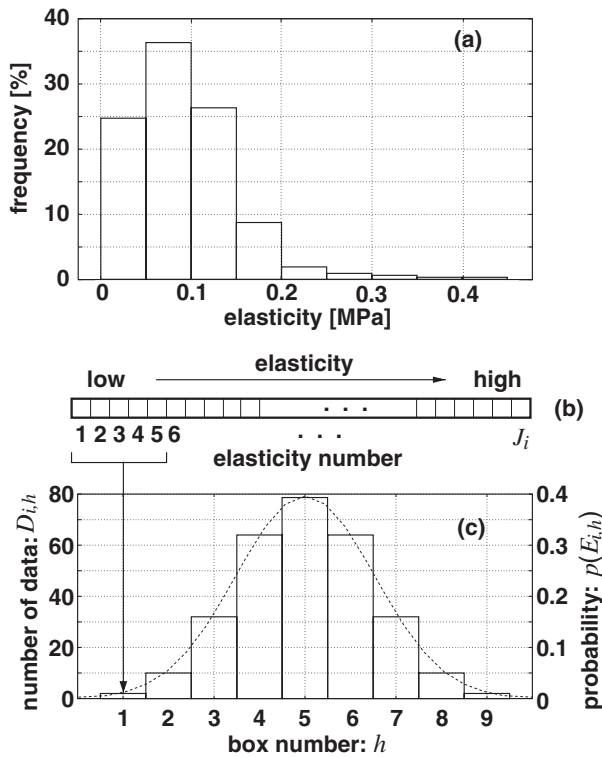 40
30
20
10
0
frequency [%]
(a)
0 0.1 0.2 0.3 0.4
elasticity [MPa]
elasticity
low high
(b)
1 2 3 4 5 6 . . . J_i
elasticity number
80
60
40
20
0
number of data: D_{i,h}
(c)
0.4
0.3
0.2
0.1
0
probability: p(E_{i,h})
1 2 3 4 5 6 7 8 9
box number: h